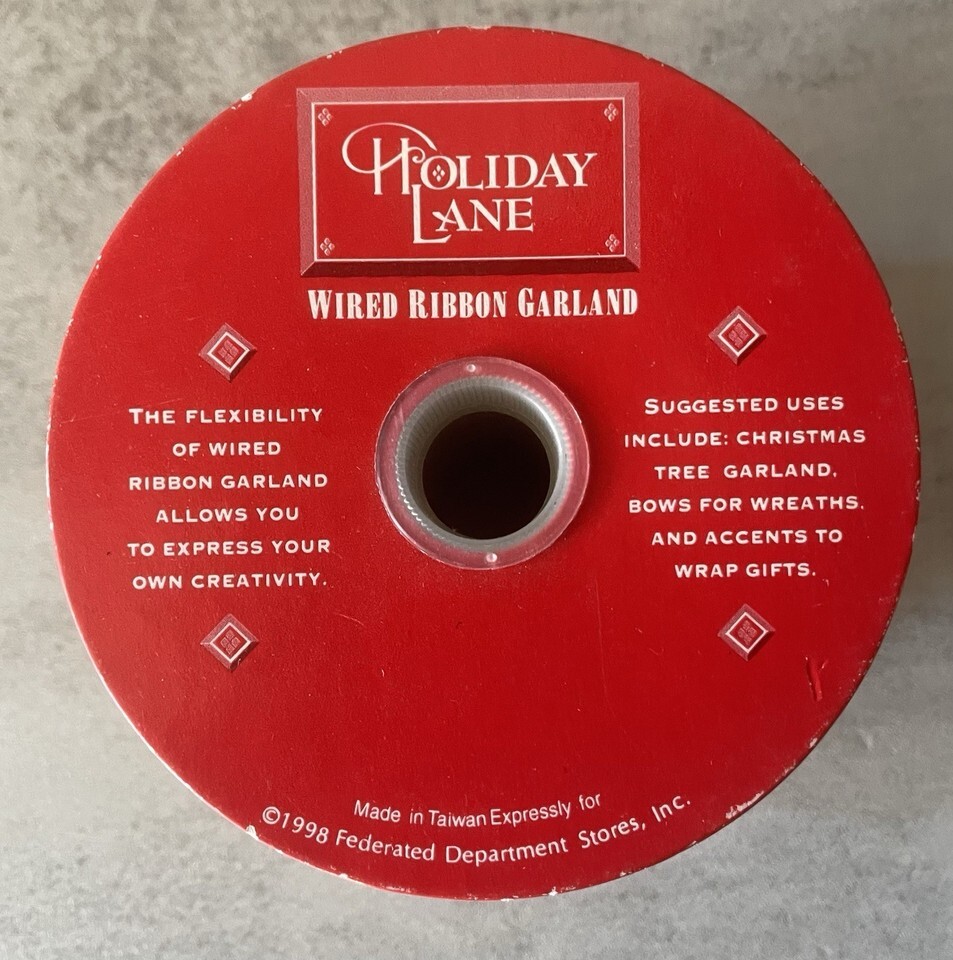 HOLIDAY
LANE
WIRED RIBBON GARLAND
THE FLEXIBILITY
OF WIRED
RIBBON GARLAND
ALLOWS YOU
TO EXPRESS YOUR
OWN CREATIVITY.
SUGGESTED USES
INCLUDE: CHRISTMAS
TREE GARLAND,
BOWS FOR WREATHS,
AND ACCENTS TO
WRAP GIFTS.
Made in Taiwan Expressly for
©1998 Federated Department Stores, Inc.